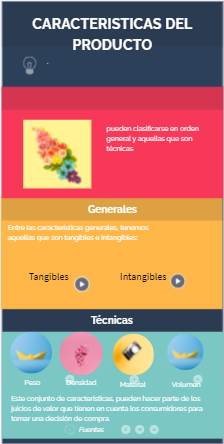 CARACTERISTICAS DEL
PRODUCTO
pueden clasificarse en orden
general y aquellas que son
técnicas.
Generales
Entre las características generales, tenemos
aquellas que son tangibles e intangibles:
Tangibles
Intangibles
Técnicas
Peso
Densidad
Material
Volumen
Este conjunto de características, pueden hacer parte de los
juicios de valor que tienen en cuenta los consumidores para
tomar una decisión de compra.
Fuentes